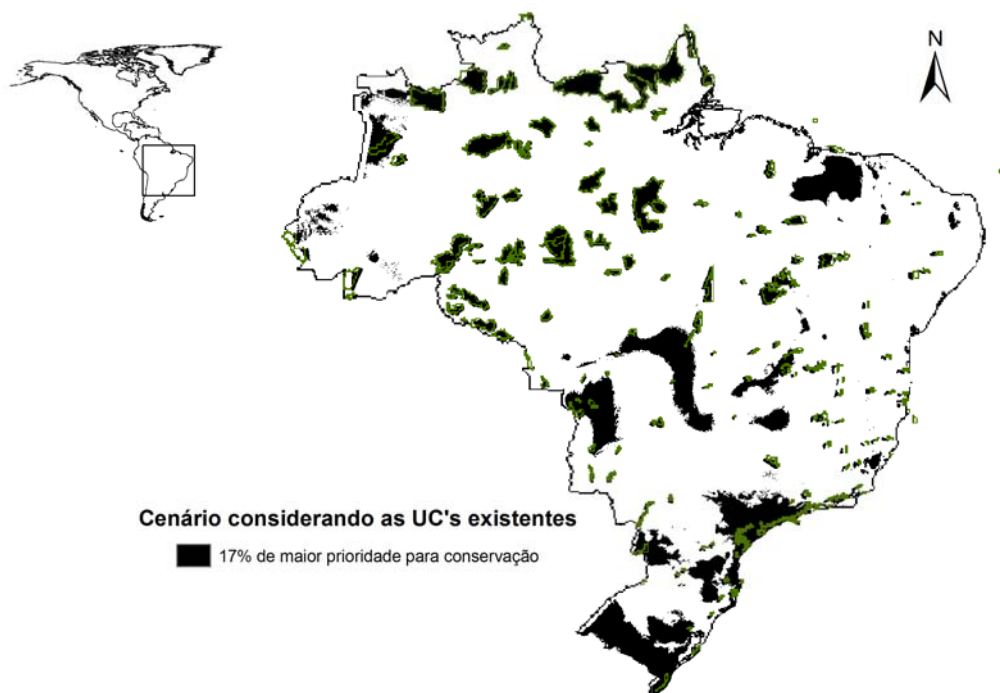 N
Cenário considerando as UC's existentes
17% de maior prioridade para conservação